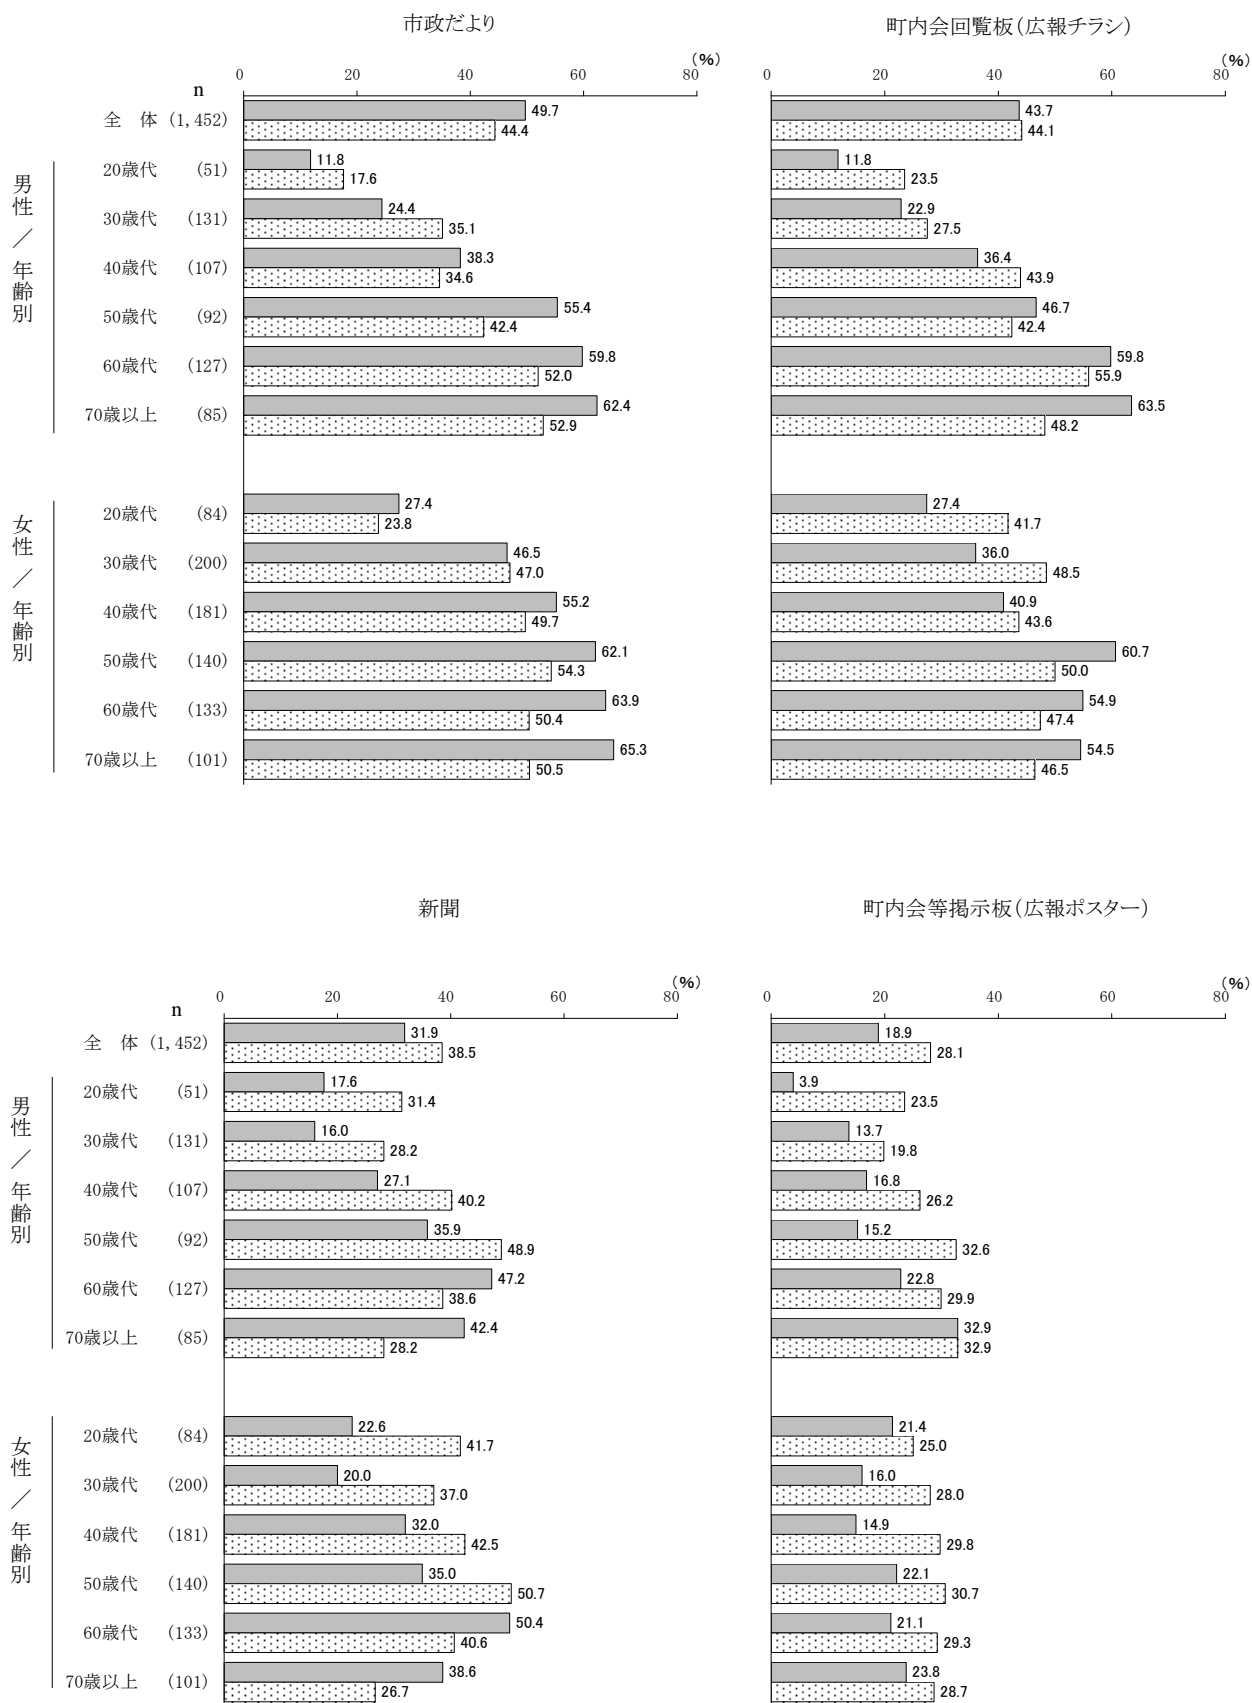 市政だより
(%)
0 20 40 60 80
n
全　体 (1,452) 49.7
44.4
男性／年齢別
20歳代 (51) 11.8
17.6
30歳代 (131) 24.4
35.1
40歳代 (107) 38.3
34.6
50歳代 (92) 55.4
42.4
60歳代 (127) 59.8
52.0
70歳以上 (85) 62.4
52.9
女性／年齢別
20歳代 (84) 27.4
23.8
30歳代 (200) 46.5
47.0
40歳代 (181) 55.2
49.7
50歳代 (140) 62.1
54.3
60歳代 (133) 63.9
50.4
70歳以上 (101) 65.3
50.5
町内会回覧板(広報チラシ)
(%)
0 20 40 60 80
43.7
44.1
11.8
23.5
22.9
27.5
36.4
43.9
46.7
42.4
59.8
55.9
63.5
48.2
27.4
41.7
36.0
48.5
40.9
43.6
60.7
50.0
54.9
47.4
54.5
46.5
新聞
(%)
0 20 40 60 80
n
全　体 (1,452) 31.9
38.5
男性／年齢別
20歳代 (51) 17.6
31.4
30歳代 (131) 16.0
28.2
40歳代 (107) 27.1
40.2
50歳代 (92) 35.9
48.9
60歳代 (127) 47.2
38.6
70歳以上 (85) 42.4
28.2
女性／年齢別
20歳代 (84) 22.6
41.7
30歳代 (200) 20.0
37.0
40歳代 (181) 32.0
42.5
50歳代 (140) 35.0
50.7
60歳代 (133) 50.4
40.6
70歳以上 (101) 38.6
26.7
町内会等掲示板(広報ポスター)
(%)
0 20 40 60 80
18.9
28.1
3.9
23.5
13.7
19.8
16.8
26.2
15.2
32.6
22.8
29.9
32.9
32.9
21.4
25.0
16.0
28.0
14.9
29.8
22.1
30.7
21.1
29.3
23.8
28.7